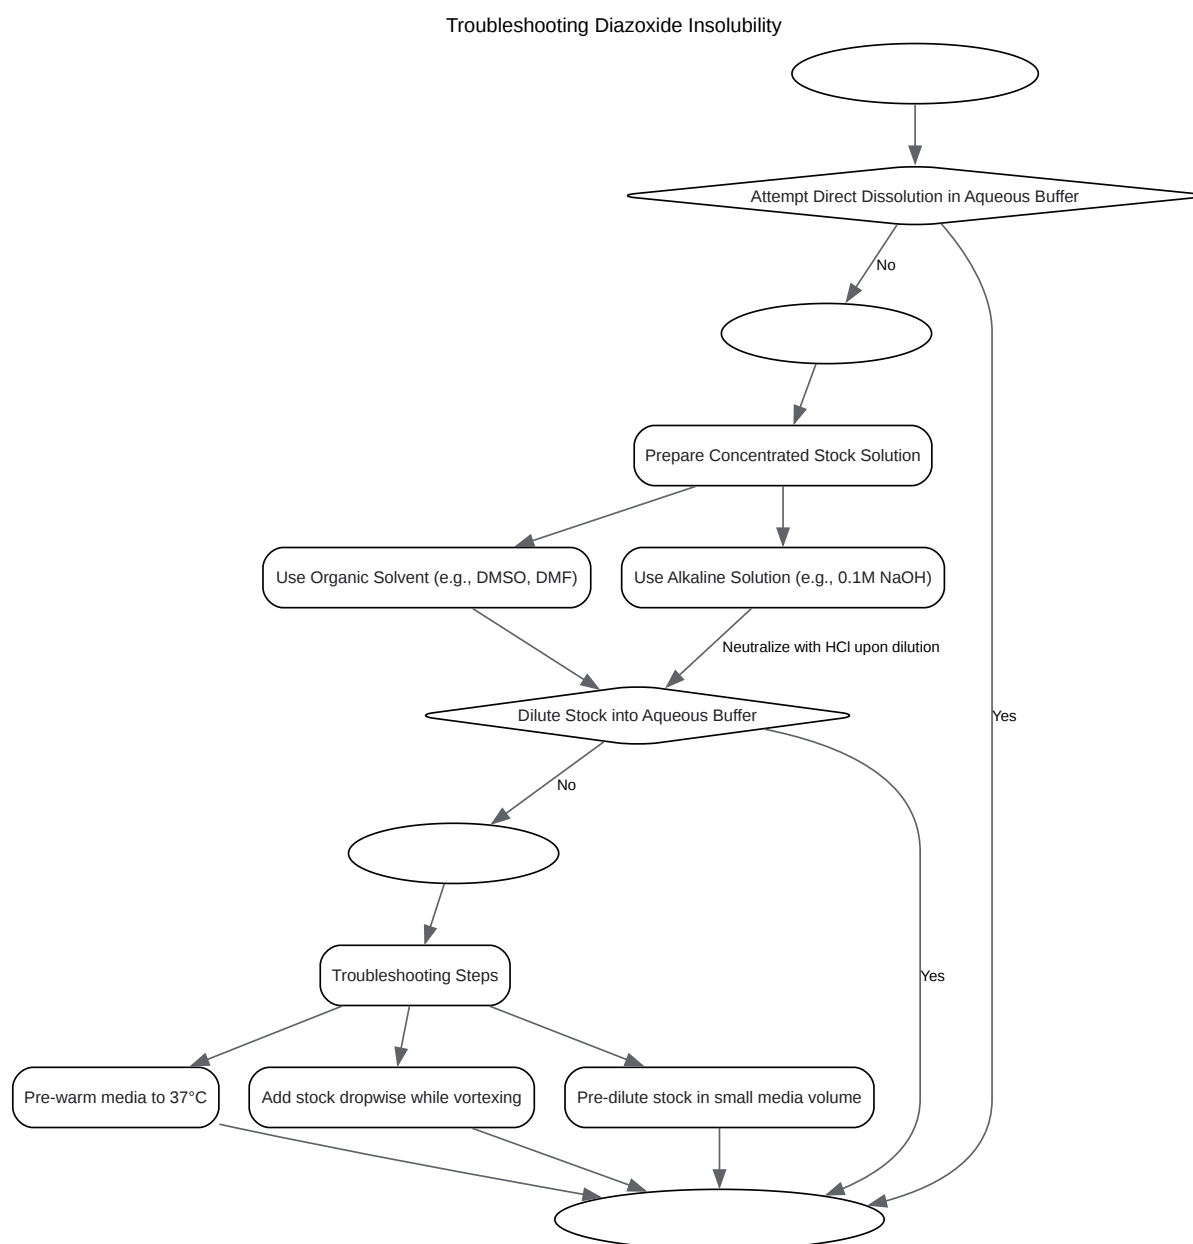 Troubleshooting Diazoxide Insolubility
Attempt Direct Dissolution in Aqueous Buffer
No
Prepare Concentrated Stock Solution
Use Organic Solvent (e.g., DMSO, DMF)
Use Alkaline Solution (e.g., 0.1M NaOH)
Neutralize with HCl upon dilution
Dilute Stock into Aqueous Buffer
Yes
No
Yes
Troubleshooting Steps
Pre-warm media to 37°C
Add stock dropwise while vortexing
Pre-dilute stock in small media volume